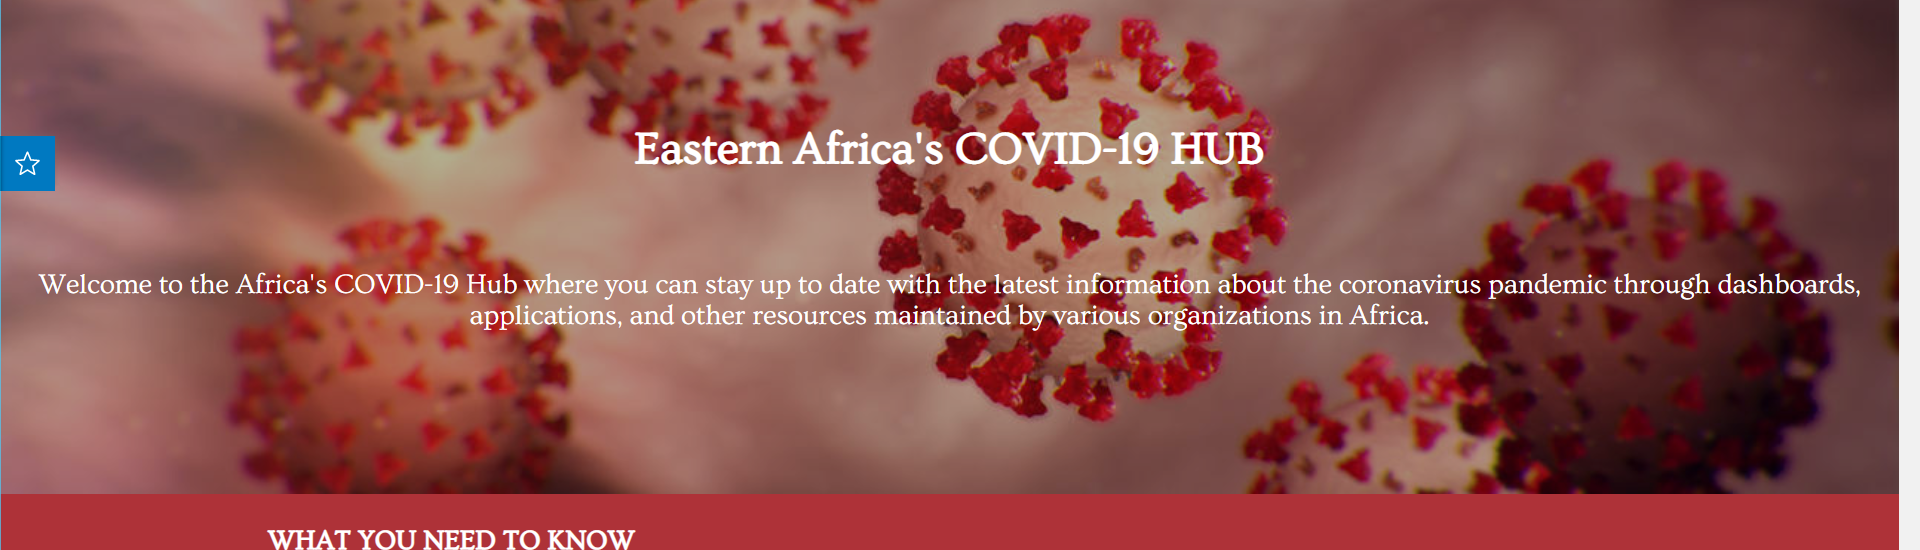 Eastern Africa's COVID-19 HUB
Welcome to the Africa's COVID-19 Hub where you can stay up to date with the latest information about the coronavirus pandemic through dashboards,
applications, and other resources maintained by various organizations in Africa.
WHAT YOU NEED TO KNOW